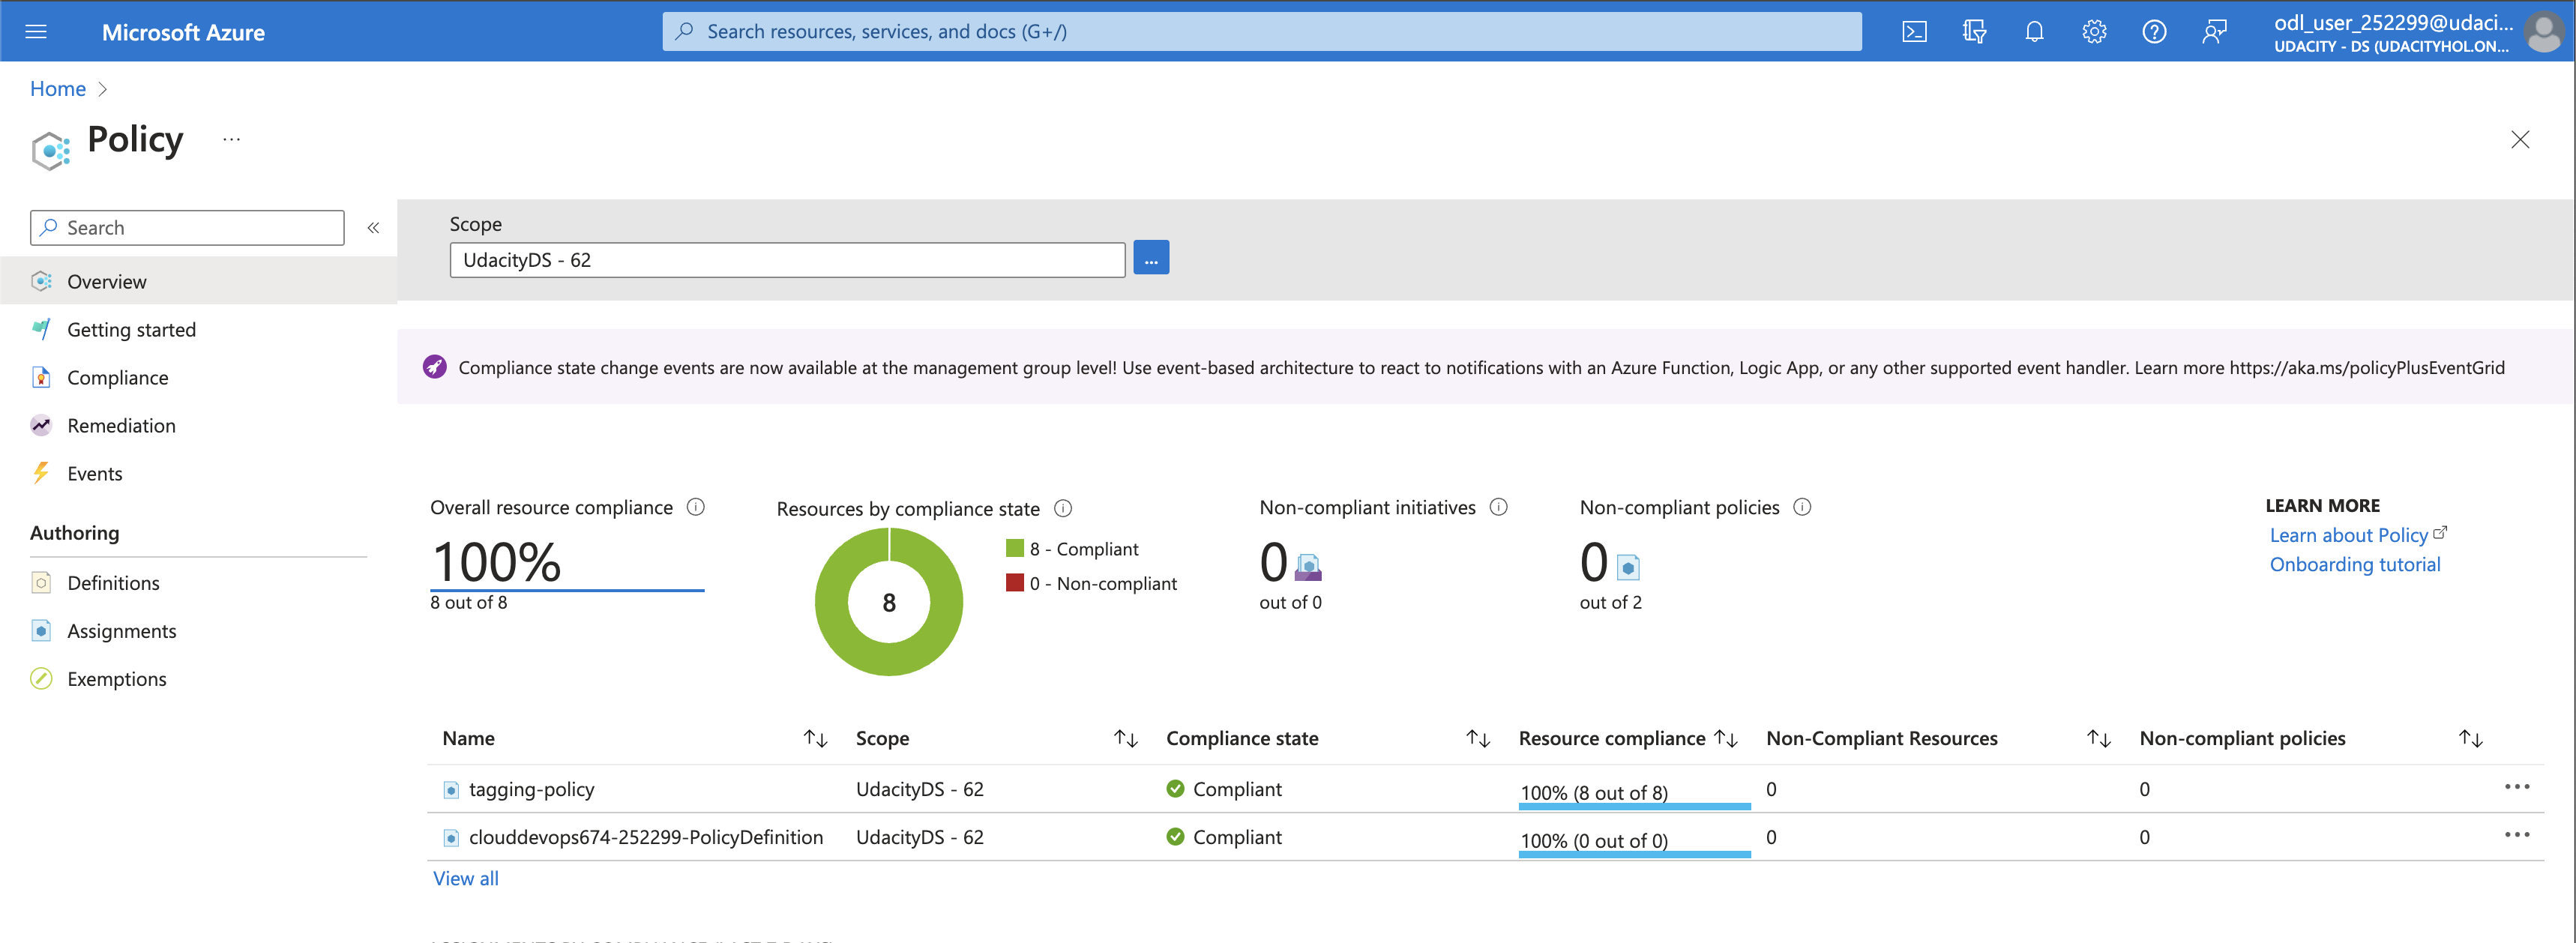 Microsoft Azure
Search resources, services, and docs (G+/)
odl_user_252299@udaci...
UDACITY - DS (UDACITYHOL.ON...
Home
Policy
Search
Overview
Getting started
Compliance
Remediation
Events
Authoring
Definitions
Assignments
Exemptions
Scope
UdacityDS - 62
...
Compliance state change events are now available at the management group level! Use event-based architecture to react to notifications with an Azure Function, Logic App, or any other supported event handler. Learn more https://aka.ms/policyPlusEventGrid
Overall resource compliance
100%
8 out of 8
Resources by compliance state
8
8 - Compliant
0 - Non-compliant
Non-compliant initiatives
0
out of 0
Non-compliant policies
0
out of 2
LEARN MORE
Learn about Policy
Onboarding tutorial
Name Scope Compliance state Resource compliance Non-Compliant Resources Non-compliant policies
tagging-policy UdacityDS - 62 Compliant 100% (8 out of 8) 0 0
clouddevops674-252299-PolicyDefinition UdacityDS - 62 Compliant 100% (0 out of 0) 0 0
View all